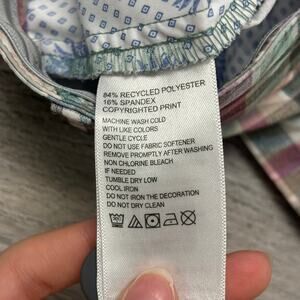 84% RECYCLED POLYESTER
16% SPANDEX
COPYRIGHTED PRINT
MACHINE WASH COLD
WITH LIKE COLORS
GENTLE CYCLE
DO NOT USE FABRIC SOFTENER
REMOVE PROMPTLY AFTER WASHING
NON CHLORINE BLEACH
IF NEEDED
TUMBLE DRY LOW
COOL IRON
DO NOT IRON THE DECORATION
DO NOT DRY CLEAN